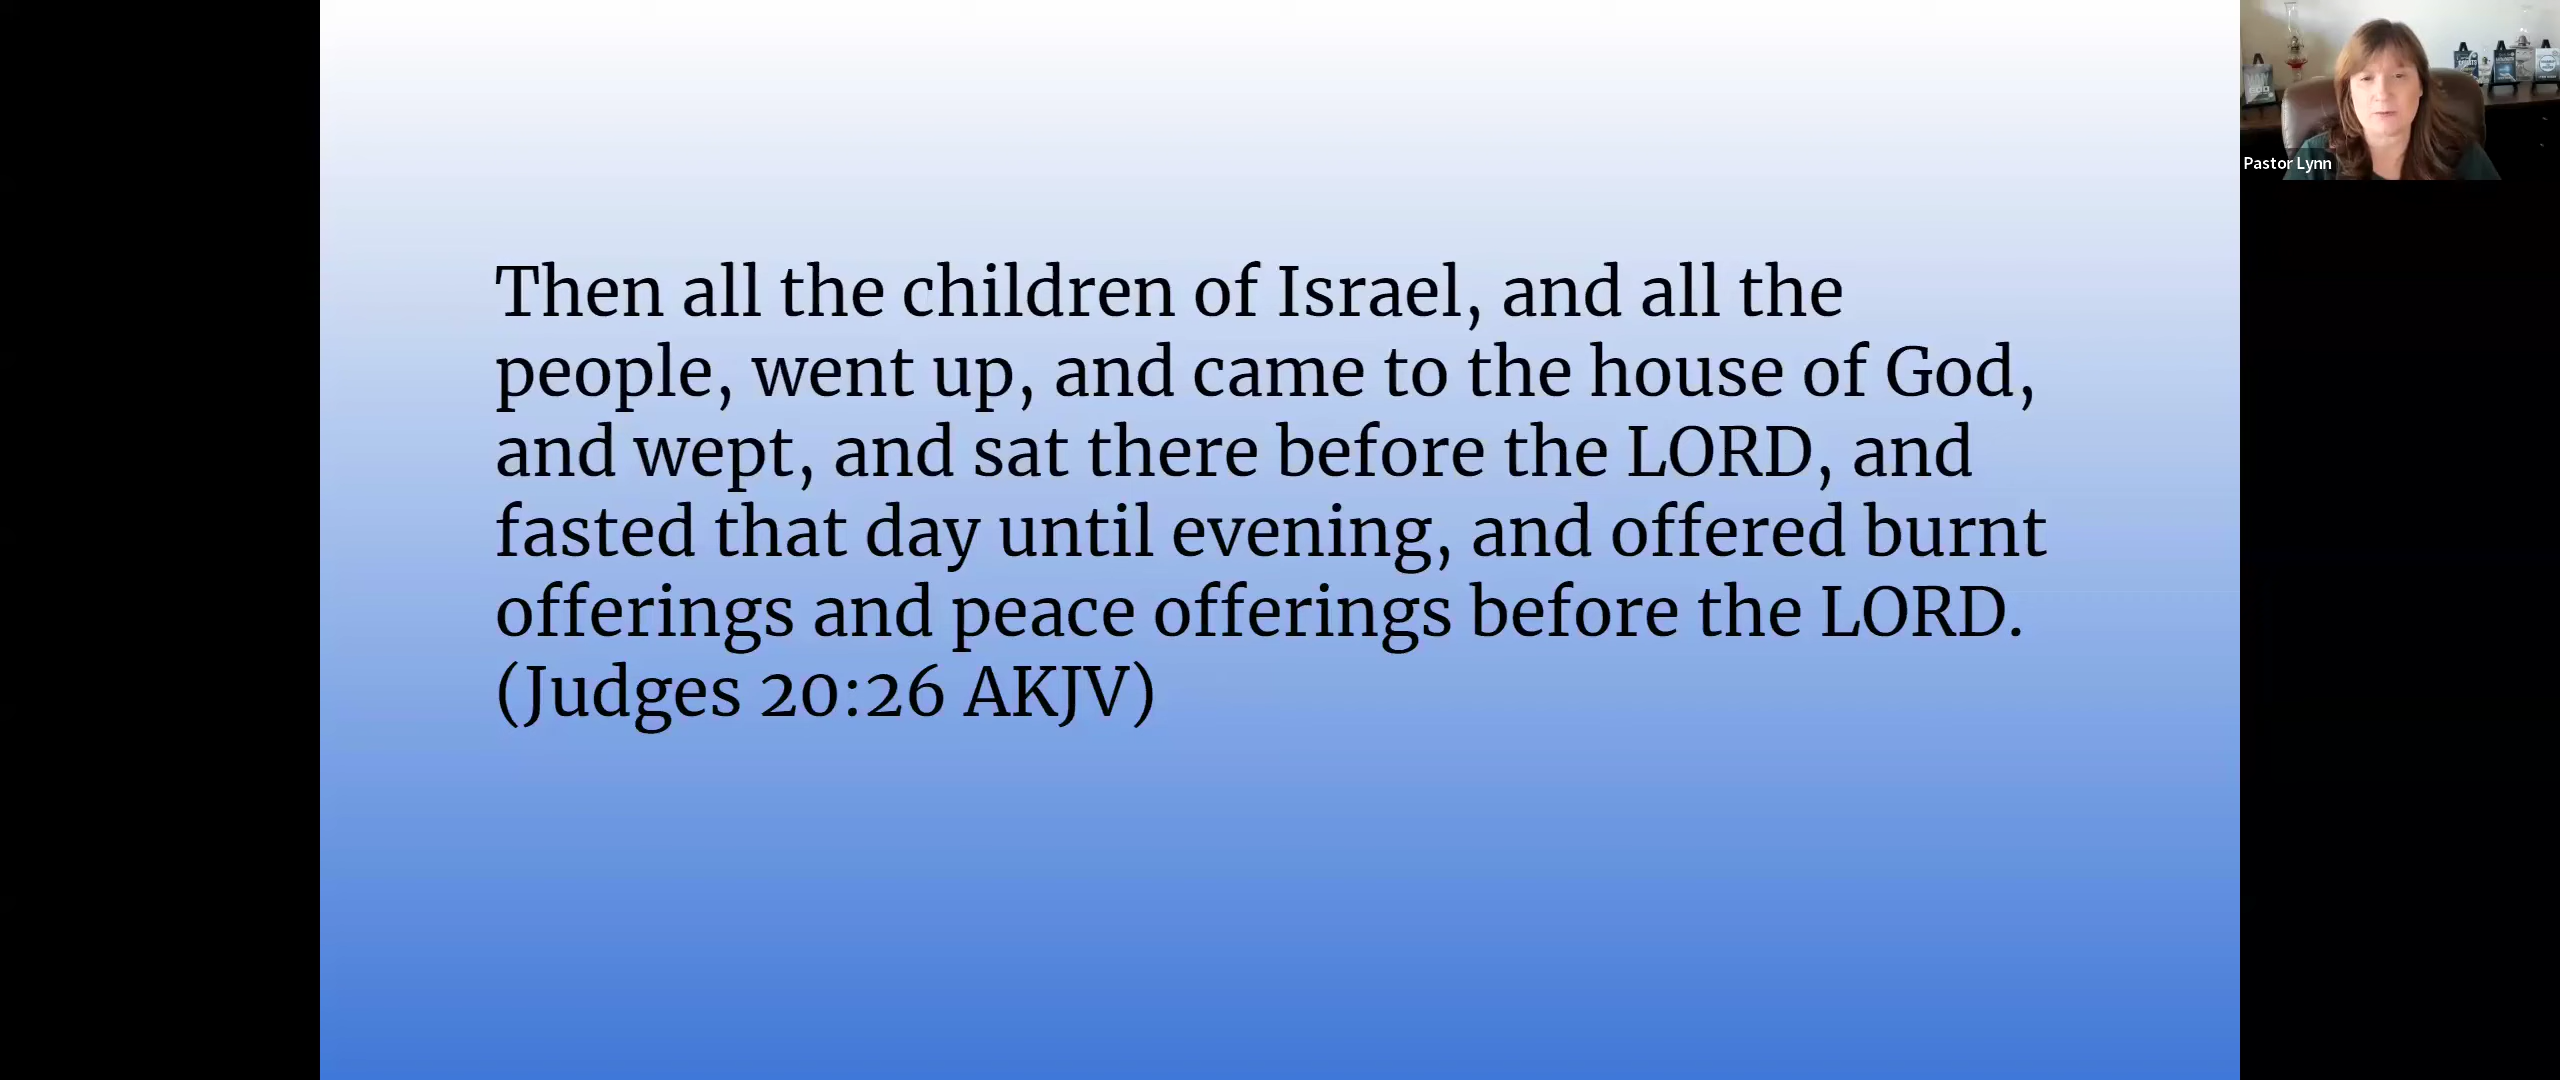 Then all the children of Israel, and all the
people, went up, and came to the house of God,
and wept, and sat there before the LORD, and
fasted that day until evening, and offered burnt
offerings and peace offerings before the LORD.
(Judges 20:26 AKJV)
Pastor Lynn
GOD